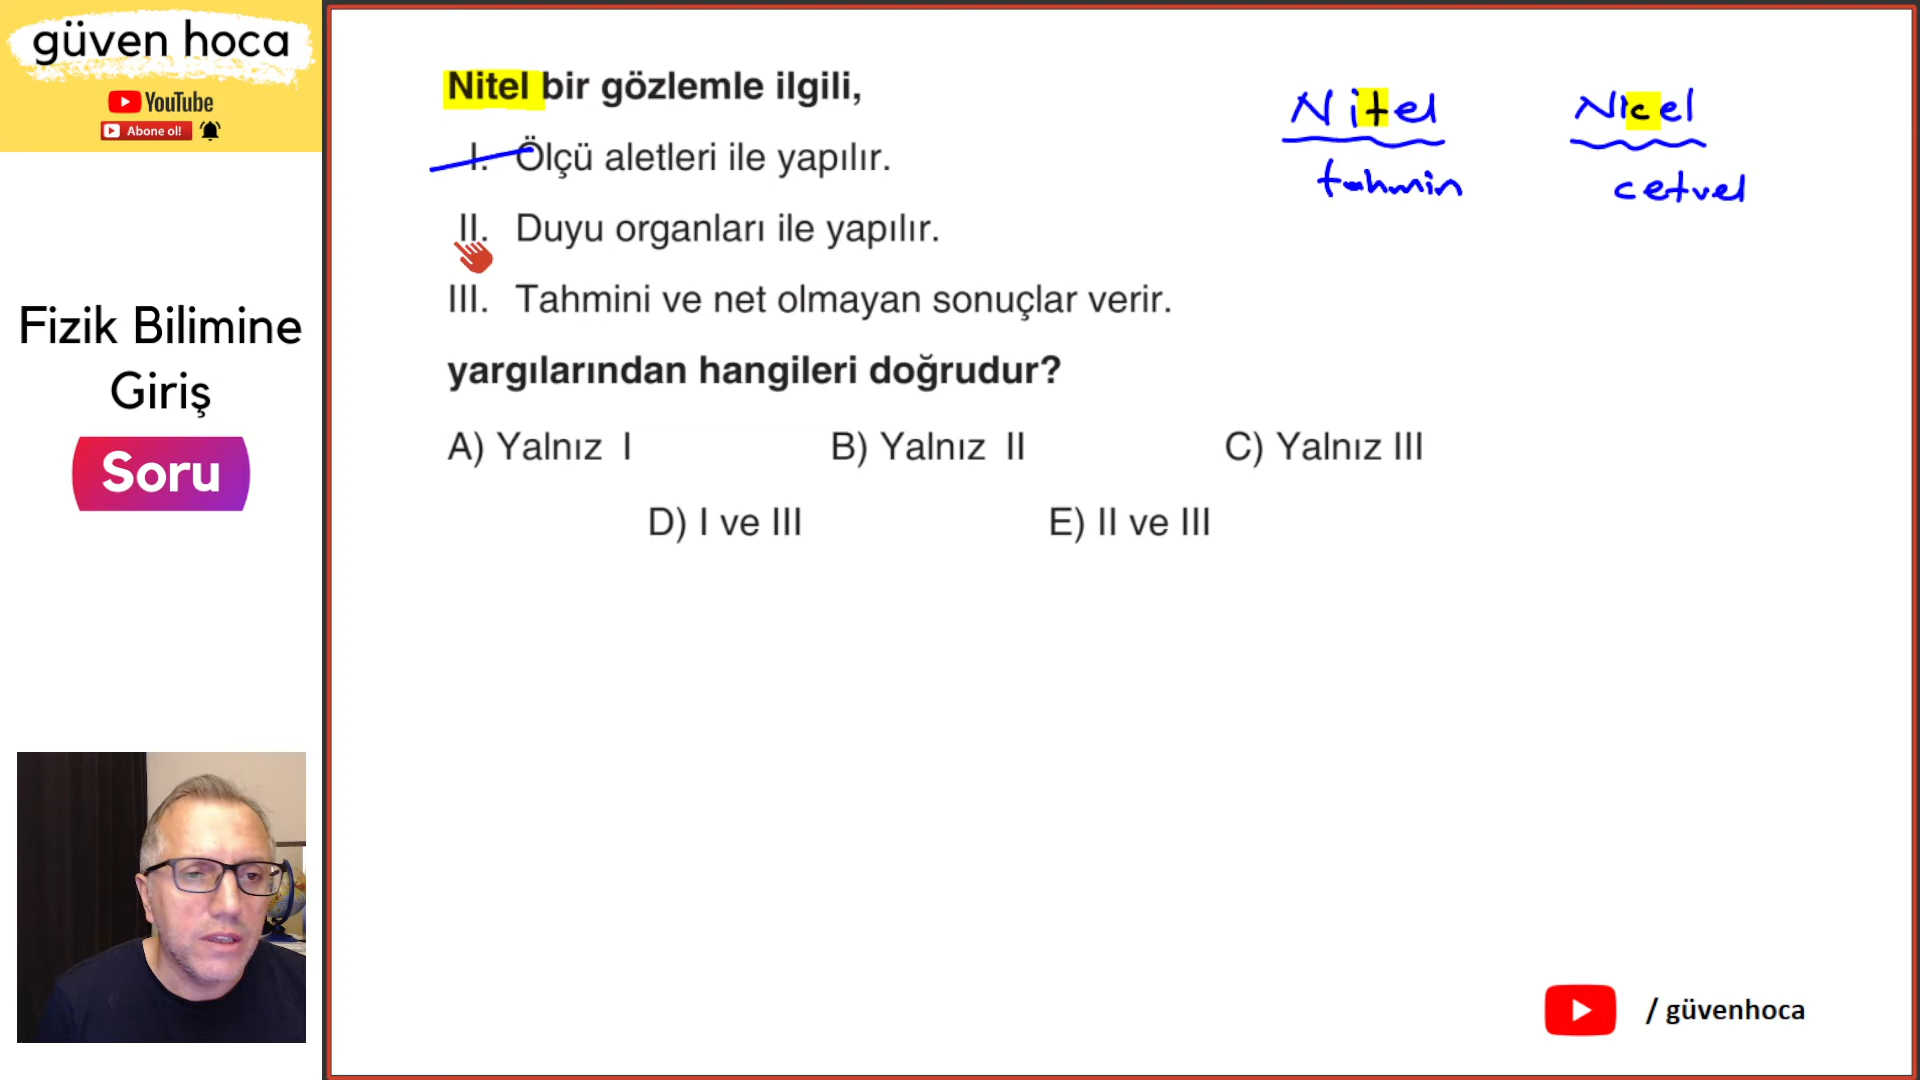 güven hoca
YouTube
Abone ol!
Fizik Bilimine
Giriş
Soru
Nitel bir gözlemle ilgili,
I. Ölçü aletleri ile yapılır.
II. Duyu organları ile yapılır.
III. Tahmini ve net olmayan sonuçlar verir.
yargılarından hangileri doğrudur?
A) Yalnız I B) Yalnız II C) Yalnız III
D) I ve III E) II ve III
Nitel Nicel
tahmin cetvel
/ güvenhoca